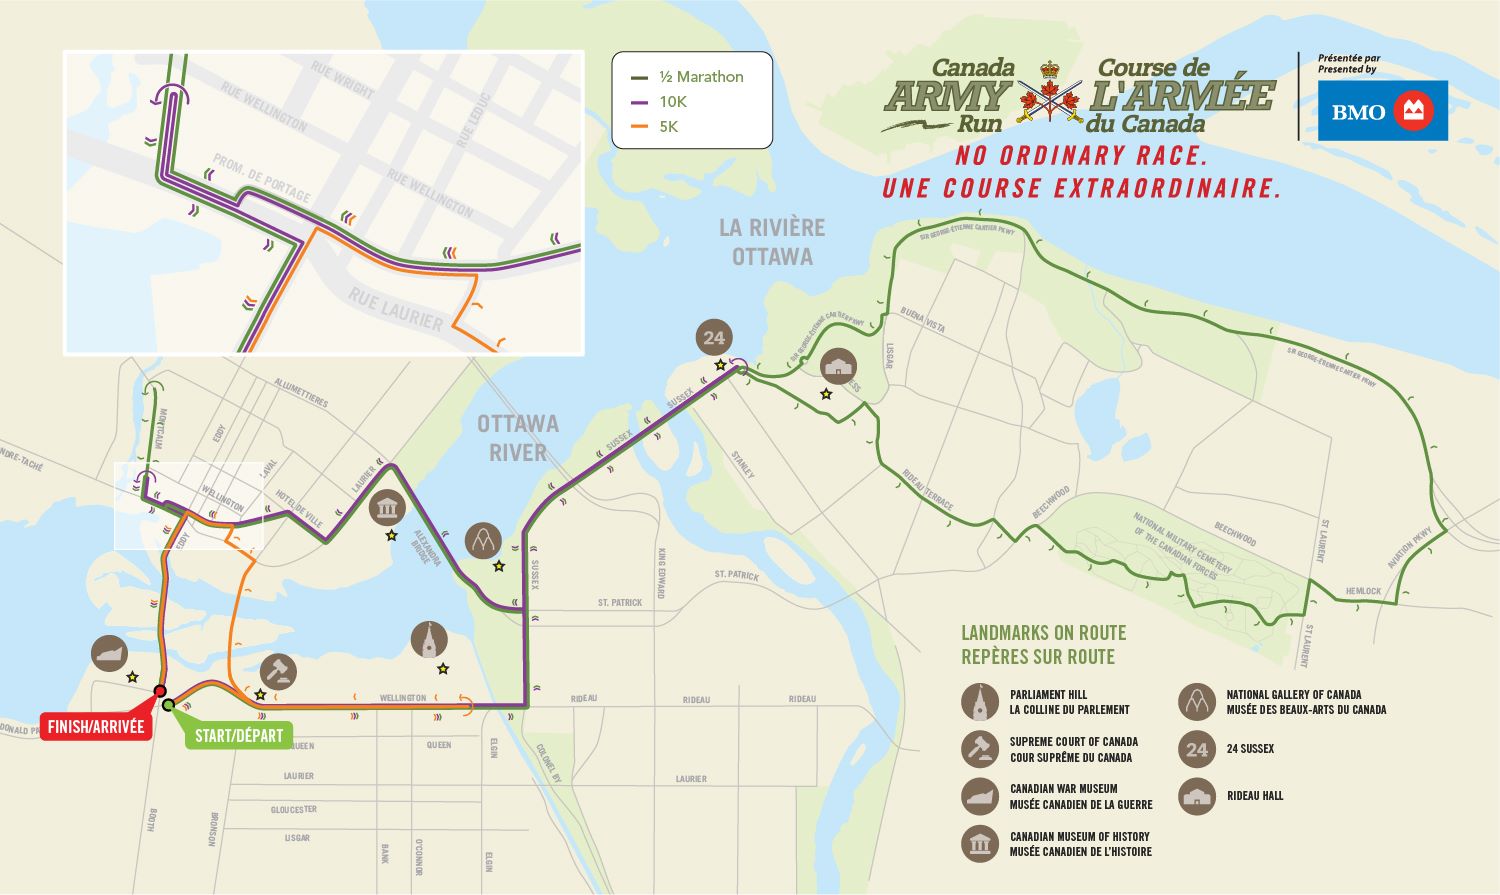 RUE WRIGHT
RUE WELLINGTON
RUE LEDUC
PROM. DE PORTAGE
RUE WELLINGTON
RUE LAURIER
½ Marathon
10K
5K
Canada
ARMY
Run
Course de
L'ARMÉE
du Canada
Présentée par
Presented by
BMO
NO ORDINARY RACE.
UNE COURSE EXTRAORDINAIRE.
LA RIVIÈRE
OTTAWA
SIR GEORGE-ÉTIENNE CARTIER PKWY
SIR GEORGE-ÉTIENNE CARTIER PKWY
BUENA VISTA
LISGAR
SIR GEORGE-ÉTIENNE CARTIER PKWY
24
ALLUMETTIERES
MONTCALM
EDDY
LAVAL
WELLINGTON
HOTEL DE VILLE
LAURIER
EDDY
OTTAWA
RIVER
SUSSEX
SUSSEX
STANLEY
RIDEAU TERRACE
BEECHWOOD
NATIONAL MILITARY CEMETERY
OF THE CANADIAN FORCES
BEECHWOOD
ST LAURENT
AVIATION PKWY
HEMLOCK
ST LAURENT
ALEXANDRA
BRIDGE
SUSSEX
KING EDWARD
ST. PATRICK
ST. PATRICK
WELLINGTON
RIDEAU
RIDEAU
RIDEAU
FINISH/ARRIVÉE
START/DÉPART
QUEEN
ELGIN
COLONEL BY
LAURIER
LAURIER
GLOUCESTER
LISGAR
BOOTH
BRONSON
BANK
O'CONNOR
ELGIN
LANDMARKS ON ROUTE
REPÈRES SUR ROUTE
PARLIAMENT HILL
LA COLLINE DU PARLEMENT
SUPREME COURT OF CANADA
COUR SUPRÊME DU CANADA
CANADIAN WAR MUSEUM
MUSÉE CANADIEN DE LA GUERRE
CANADIAN MUSEUM OF HISTORY
MUSÉE CANADIEN DE L'HISTOIRE
NATIONAL GALLERY OF CANADA
MUSÉE DES BEAUX-ARTS DU CANADA
24
24 SUSSEX
RIDEAU HALL